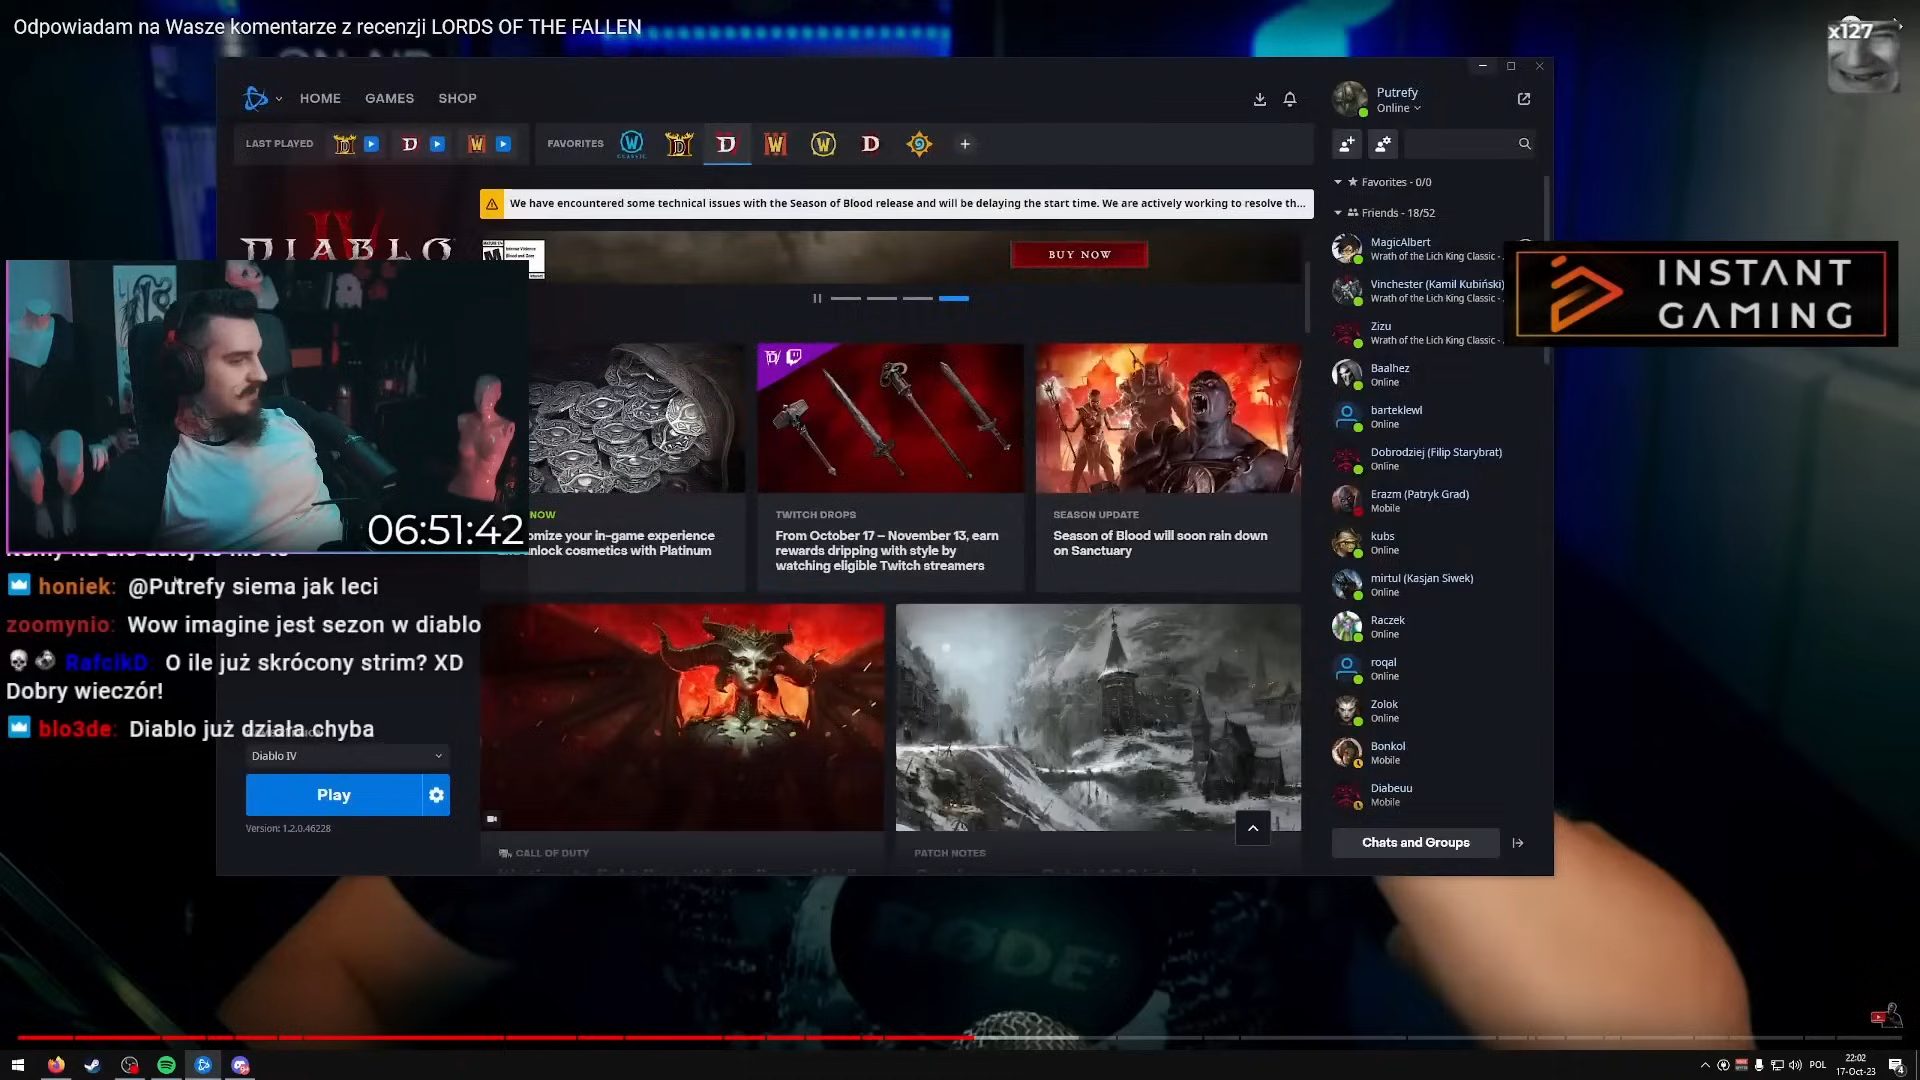 Odpowiadam na Wasze komentarze z recenzji LORDS OF THE FALLEN
x127
HOME
GAMES
SHOP
Putrefy
Online
LAST PLAYED
FAVORITES
Favorites - 0/0
We have encountered some technical issues with the Season of Blood release and will be delaying the start time. We are actively working to resolve th...
Friends - 18/52
DIABLO
BUY NOW
MagicAlbert
Wrath of the Lich King Classic -
Vinchester (Kamil Kubiński)
Wrath of the Lich King Classic -
Zizu
Wrath of the Lich King Classic -
INSTANT
GAMING
Baalhez
Online
barteklewl
Online
Dobrodziej (Filip Starybrat)
Online
Erazm (Patryk Grad)
Mobile
kubs
Online
mirtul (Kasjan Siwek)
Online
Raczek
Online
roqal
Online
Zolok
Online
Bonkol
Mobile
Diabeuu
Mobile
Chats and Groups
06:51:42
NOW
omize your in-game experience
nlock cosmetics with Platinum
TWITCH DROPS
From October 17 – November 13, earn
rewards dripping with style by
watching eligible Twitch streamers
SEASON UPDATE
Season of Blood will soon rain down
on Sanctuary
honiek: @Putrefy siema jak leci
zoomynio: Wow imagine jest sezon w diablo
RafcikD: O ile już skrócony strim? XD
Dobry wieczór!
blo3de: Diablo już działa chyba
Diablo IV
Play
Version: 1.2.0.46228
CALL OF DUTY
PATCH NOTES
RØDE
POL
22:02
17-Oct-23